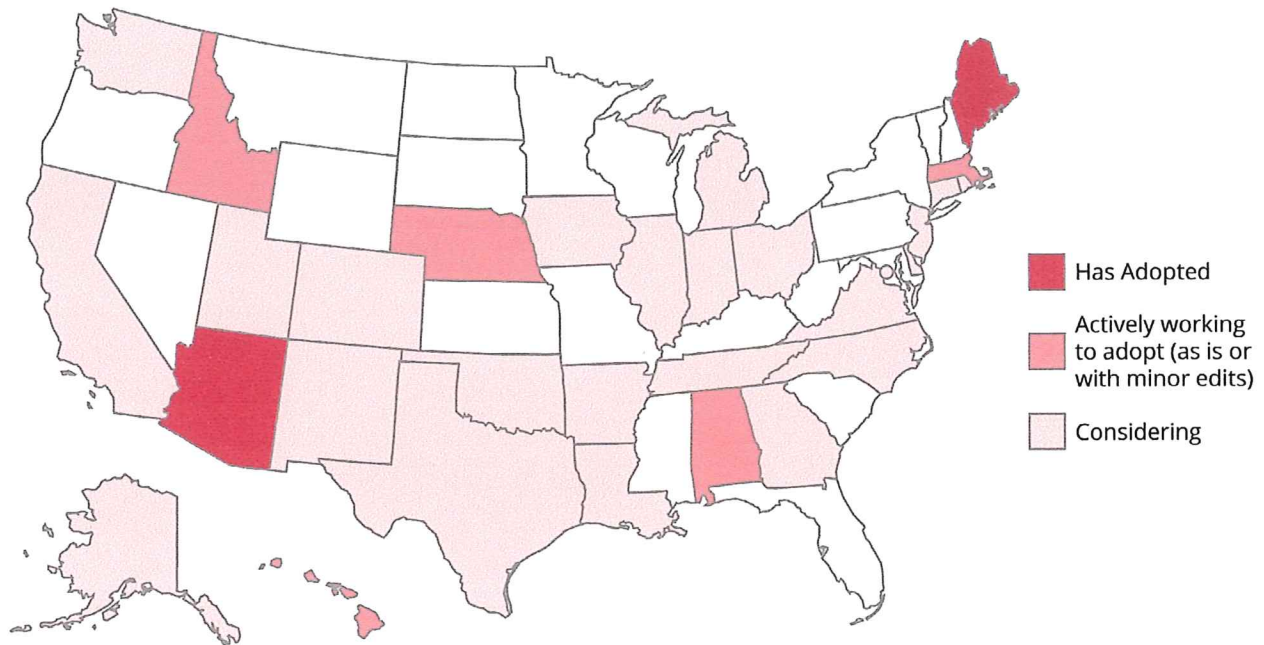 Has Adopted
Actively working
to adopt (as is or
with minor edits)
Considering